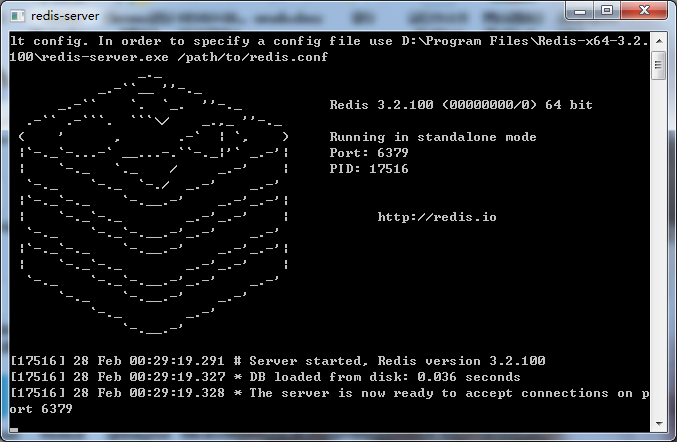 redis-server
lt config. In order to specify a config file use D:\Program Files\Redis-x64-3.2.
100\redis-server.exe /path/to/redis.conf
Redis 3.2.100 (00000000/0) 64 bit
Running in standalone mode
Port: 6379
PID: 17516
http://redis.io
[17516] 28 Feb 00:29:19.291 # Server started, Redis version 3.2.100
[17516] 28 Feb 00:29:19.327 * DB loaded from disk: 0.036 seconds
[17516] 28 Feb 00:29:19.328 * The server is now ready to accept connections on p
ort 6379